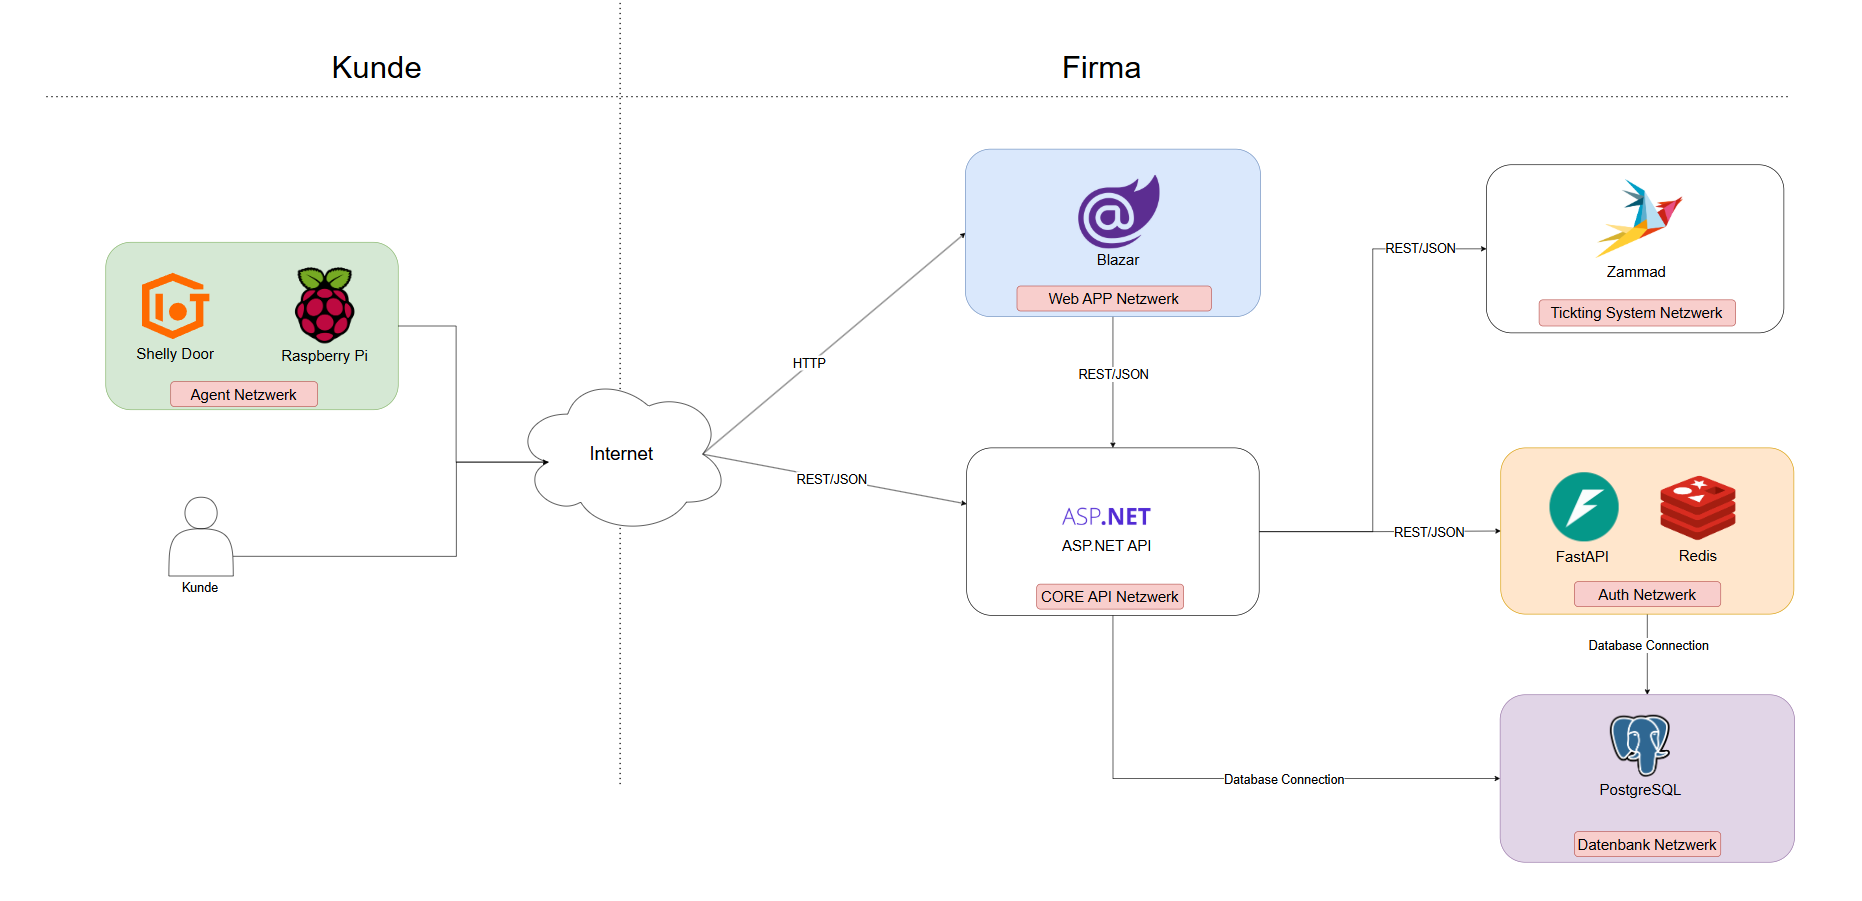 Kunde
Firma
Blazar
Web APP Netzwerk
Zammad
Tickting System Netzwerk
REST/JSON
IoT
Shelly Door
Raspberry Pi
Agent Netzwerk
HTTP
REST/JSON
Internet
REST/JSON
ASP.NET
ASP.NET API
CORE API Netzwerk
REST/JSON
FastAPI
Redis
Auth Netzwerk
Kunde
Database Connection
Database Connection
PostgreSQL
Datenbank Netzwerk